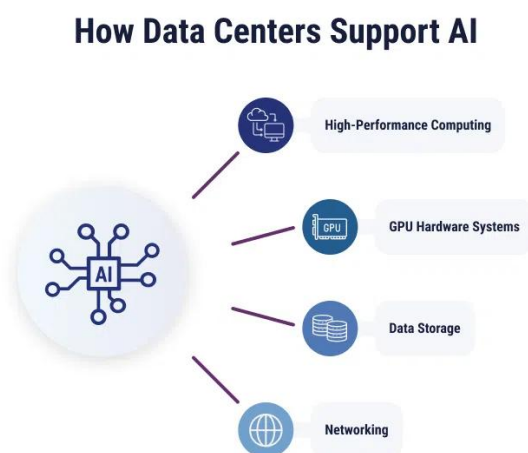 How Data Centers Support AI
High-Performance Computing
AI
GPU
GPU Hardware Systems
Data Storage
Networking